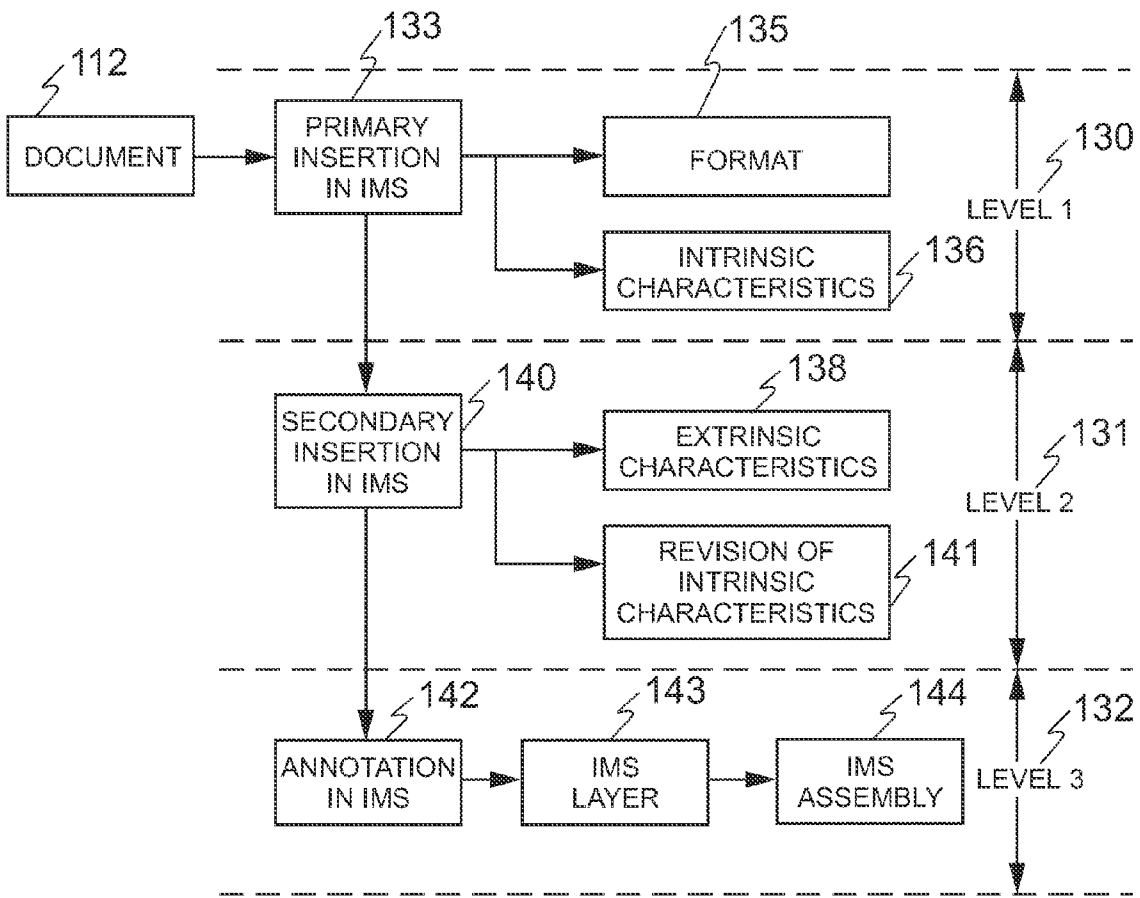 133
135
112
DOCUMENT
PRIMARY
INSERTION
IN IMS
FORMAT
130
LEVEL 1
INTRINSIC
CHARACTERISTICS
136
140
138
SECONDARY
INSERTION
IN IMS
EXTRINSIC
CHARACTERISTICS
131
LEVEL 2
REVISION OF
INTRINSIC
CHARACTERISTICS
141
142
143
144
132
ANNOTATION
IN IMS
IMS
LAYER
IMS
ASSEMBLY
LEVEL 3